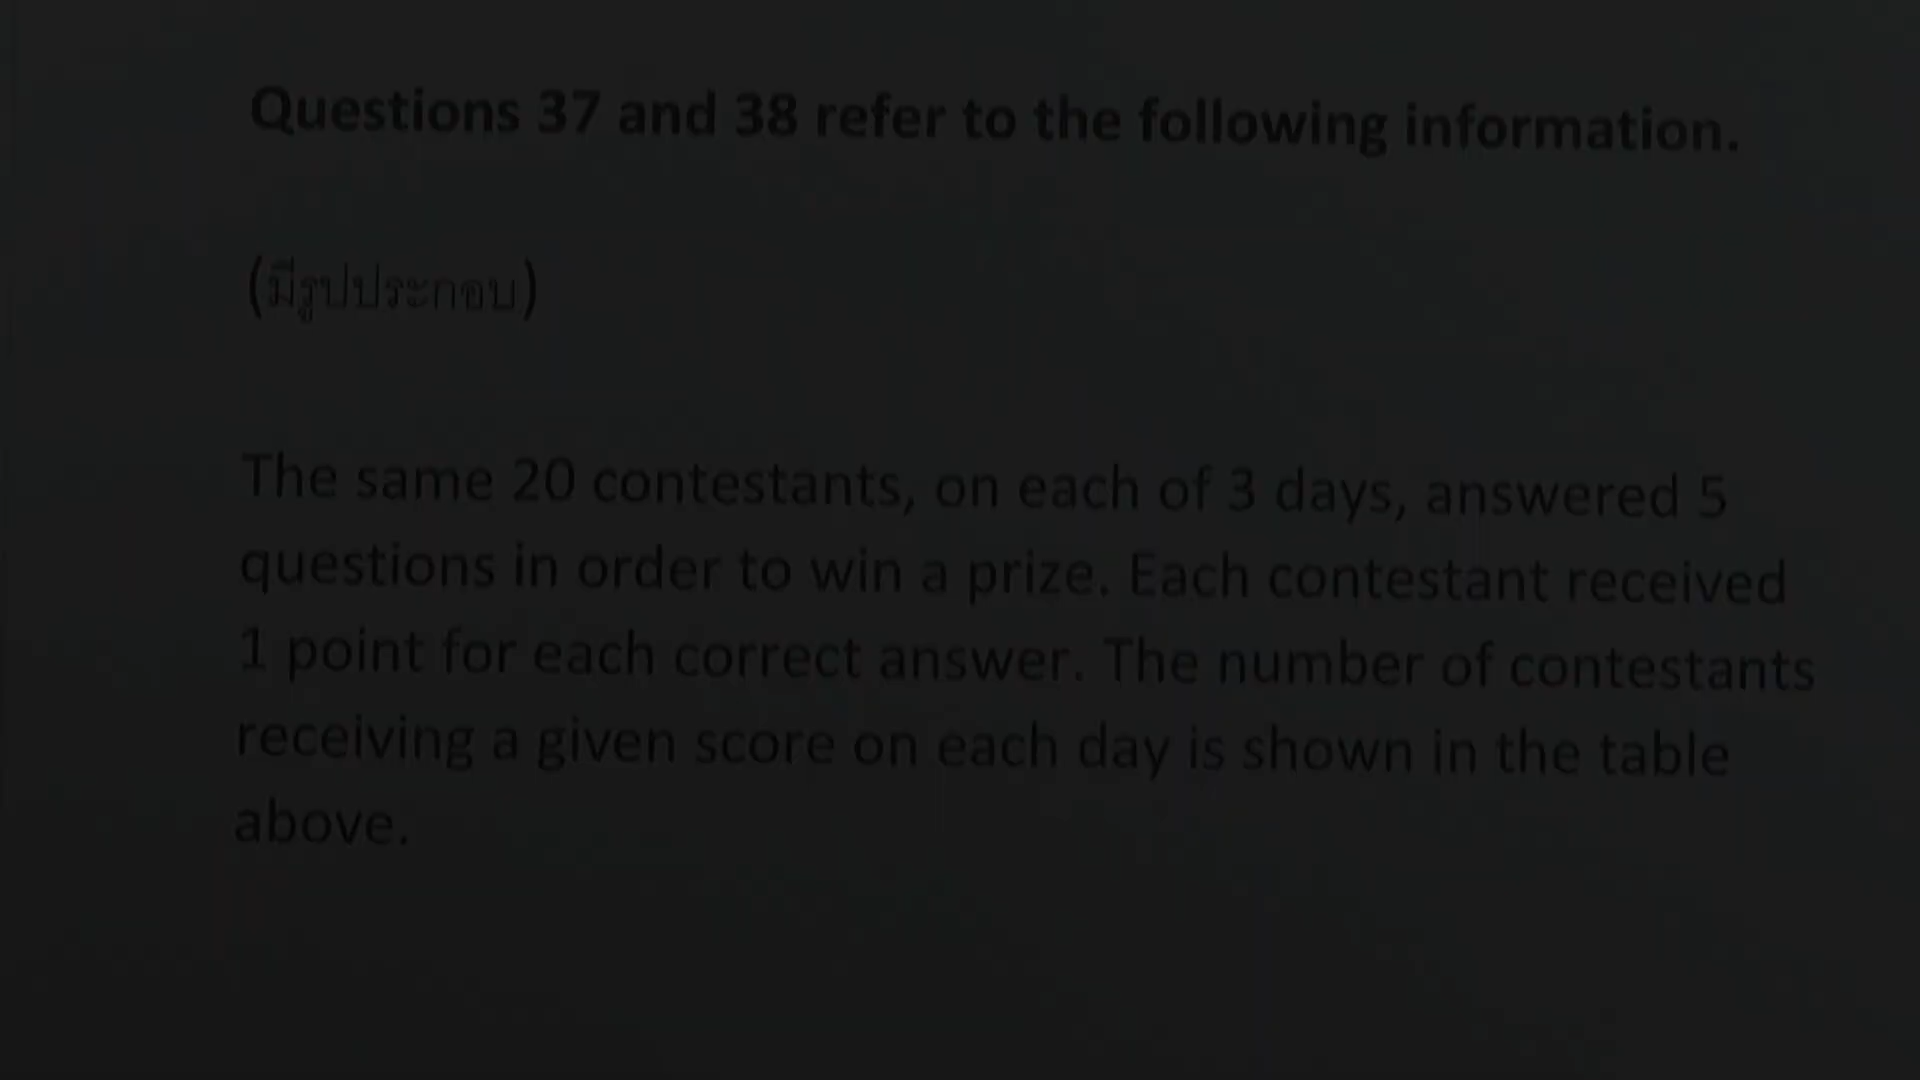 Questions 37 and 38 refer to the following information.
(มีรูปประกอบ)
The same 20 contestants, on each of 3 days, answered 5
questions in order to win a prize. Each contestant received
1 point for each correct answer. The number of contestants
receiving a given score on each day is shown in the table
above.